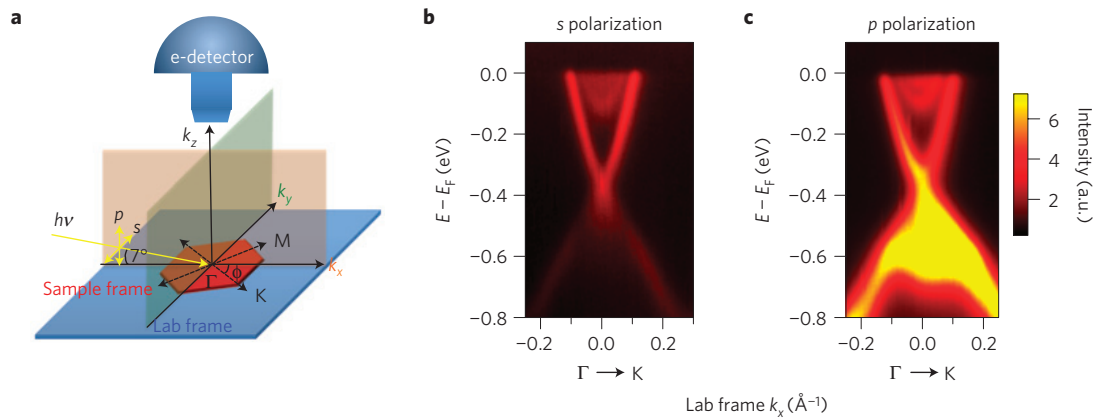 a
e-detector
k_z
k_y
hν
p
s
7°
M
ϕ
Γ
k_x
K
Sample frame
Lab frame
b
s polarization
0.0
−0.2
−0.4
−0.6
−0.8
E − E_F (eV)
−0.2
0.0
0.2
Γ → K
c
p polarization
0.0
−0.2
−0.4
−0.6
−0.8
E − E_F (eV)
−0.2
0.0
0.2
Γ → K
6
4
2
Intensity (a.u.)
Lab frame k_x (Å⁻¹)